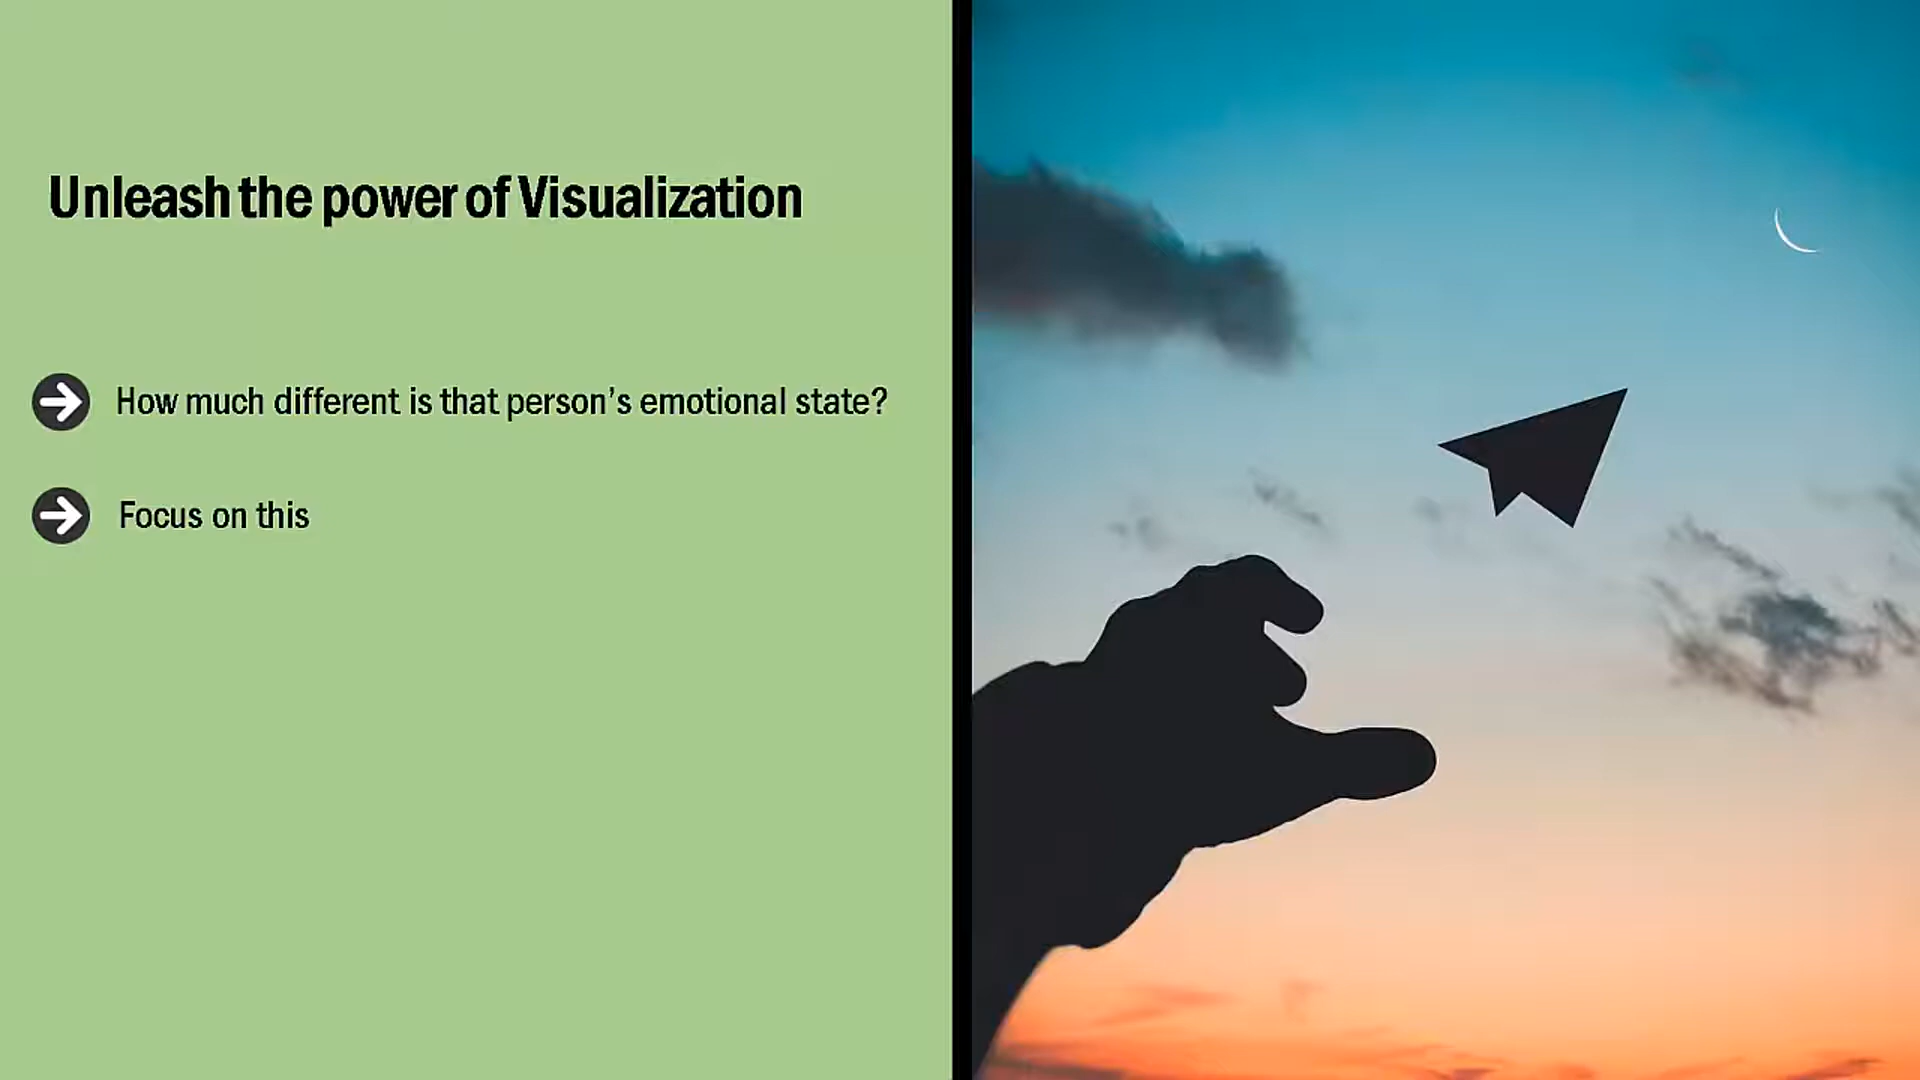 Unleash the power of Visualization
How much different is that person’s emotional state?
Focus on this